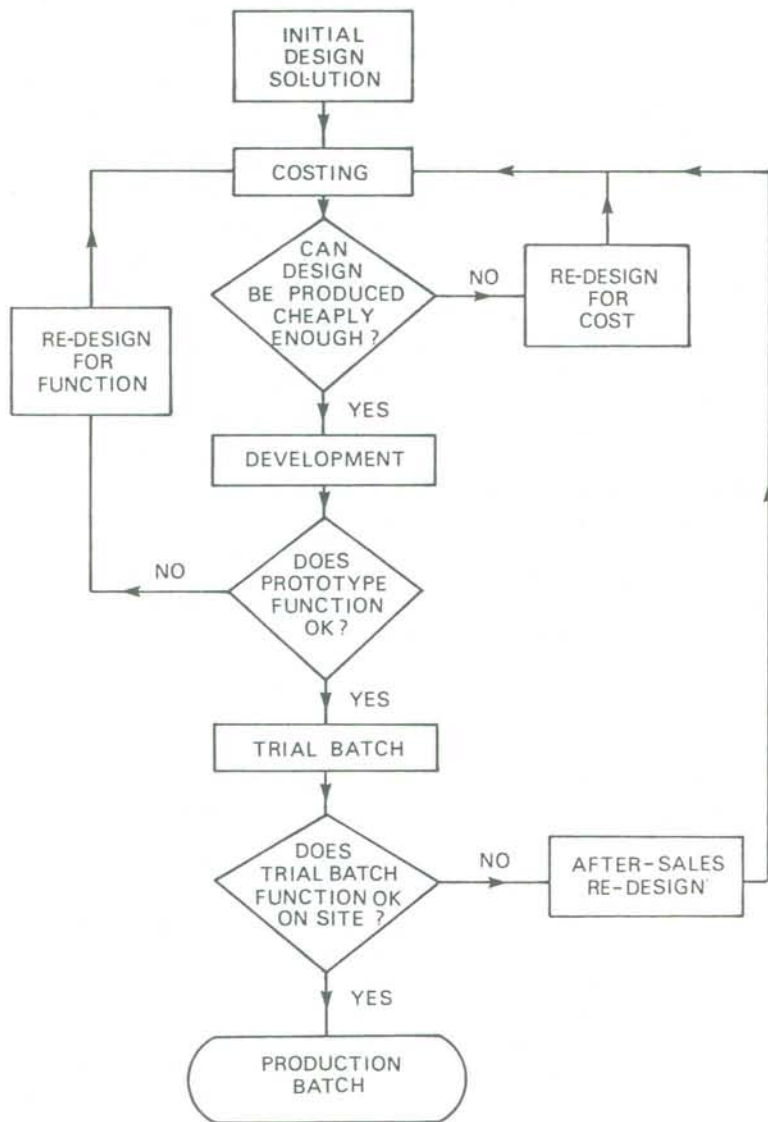 INITIAL
DESIGN
SOLUTION
COSTING
CAN
DESIGN
BE PRODUCED
CHEAPLY
ENOUGH ?
NO
RE-DESIGN
FOR
COST
RE-DESIGN
FOR
FUNCTION
YES
DEVELOPMENT
DOES
PROTOTYPE
FUNCTION
OK ?
NO
YES
TRIAL BATCH
DOES
TRIAL BATCH
FUNCTION OK
ON SITE ?
NO
AFTER-SALES
RE-DESIGN
YES
PRODUCTION
BATCH